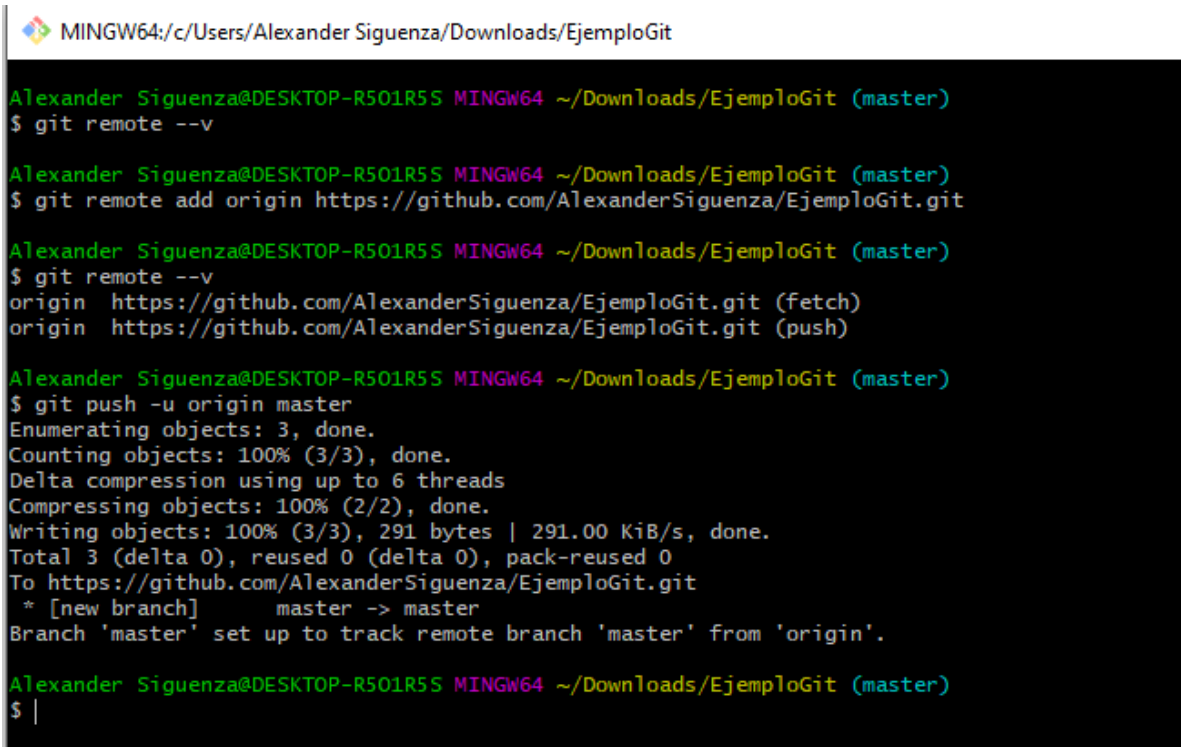 MINGW64:/c/Users/Alexander Siguenza/Downloads/EjemploGit
Alexander Siguenza@DESKTOP-R5O1R5S MINGW64 ~/Downloads/EjemploGit (master)
$ git remote --v
Alexander Siguenza@DESKTOP-R5O1R5S MINGW64 ~/Downloads/EjemploGit (master)
$ git remote add origin https://github.com/AlexanderSiguenza/EjemploGit.git
Alexander Siguenza@DESKTOP-R5O1R5S MINGW64 ~/Downloads/EjemploGit (master)
$ git remote --v
origin  https://github.com/AlexanderSiguenza/EjemploGit.git (fetch)
origin  https://github.com/AlexanderSiguenza/EjemploGit.git (push)
Alexander Siguenza@DESKTOP-R5O1R5S MINGW64 ~/Downloads/EjemploGit (master)
$ git push -u origin master
Enumerating objects: 3, done.
Counting objects: 100% (3/3), done.
Delta compression using up to 6 threads
Compressing objects: 100% (2/2), done.
Writing objects: 100% (3/3), 291 bytes | 291.00 KiB/s, done.
Total 3 (delta 0), reused 0 (delta 0), pack-reused 0
To https://github.com/AlexanderSiguenza/EjemploGit.git
 * [new branch]      master -> master
Branch 'master' set up to track remote branch 'master' from 'origin'.
Alexander Siguenza@DESKTOP-R5O1R5S MINGW64 ~/Downloads/EjemploGit (master)
$